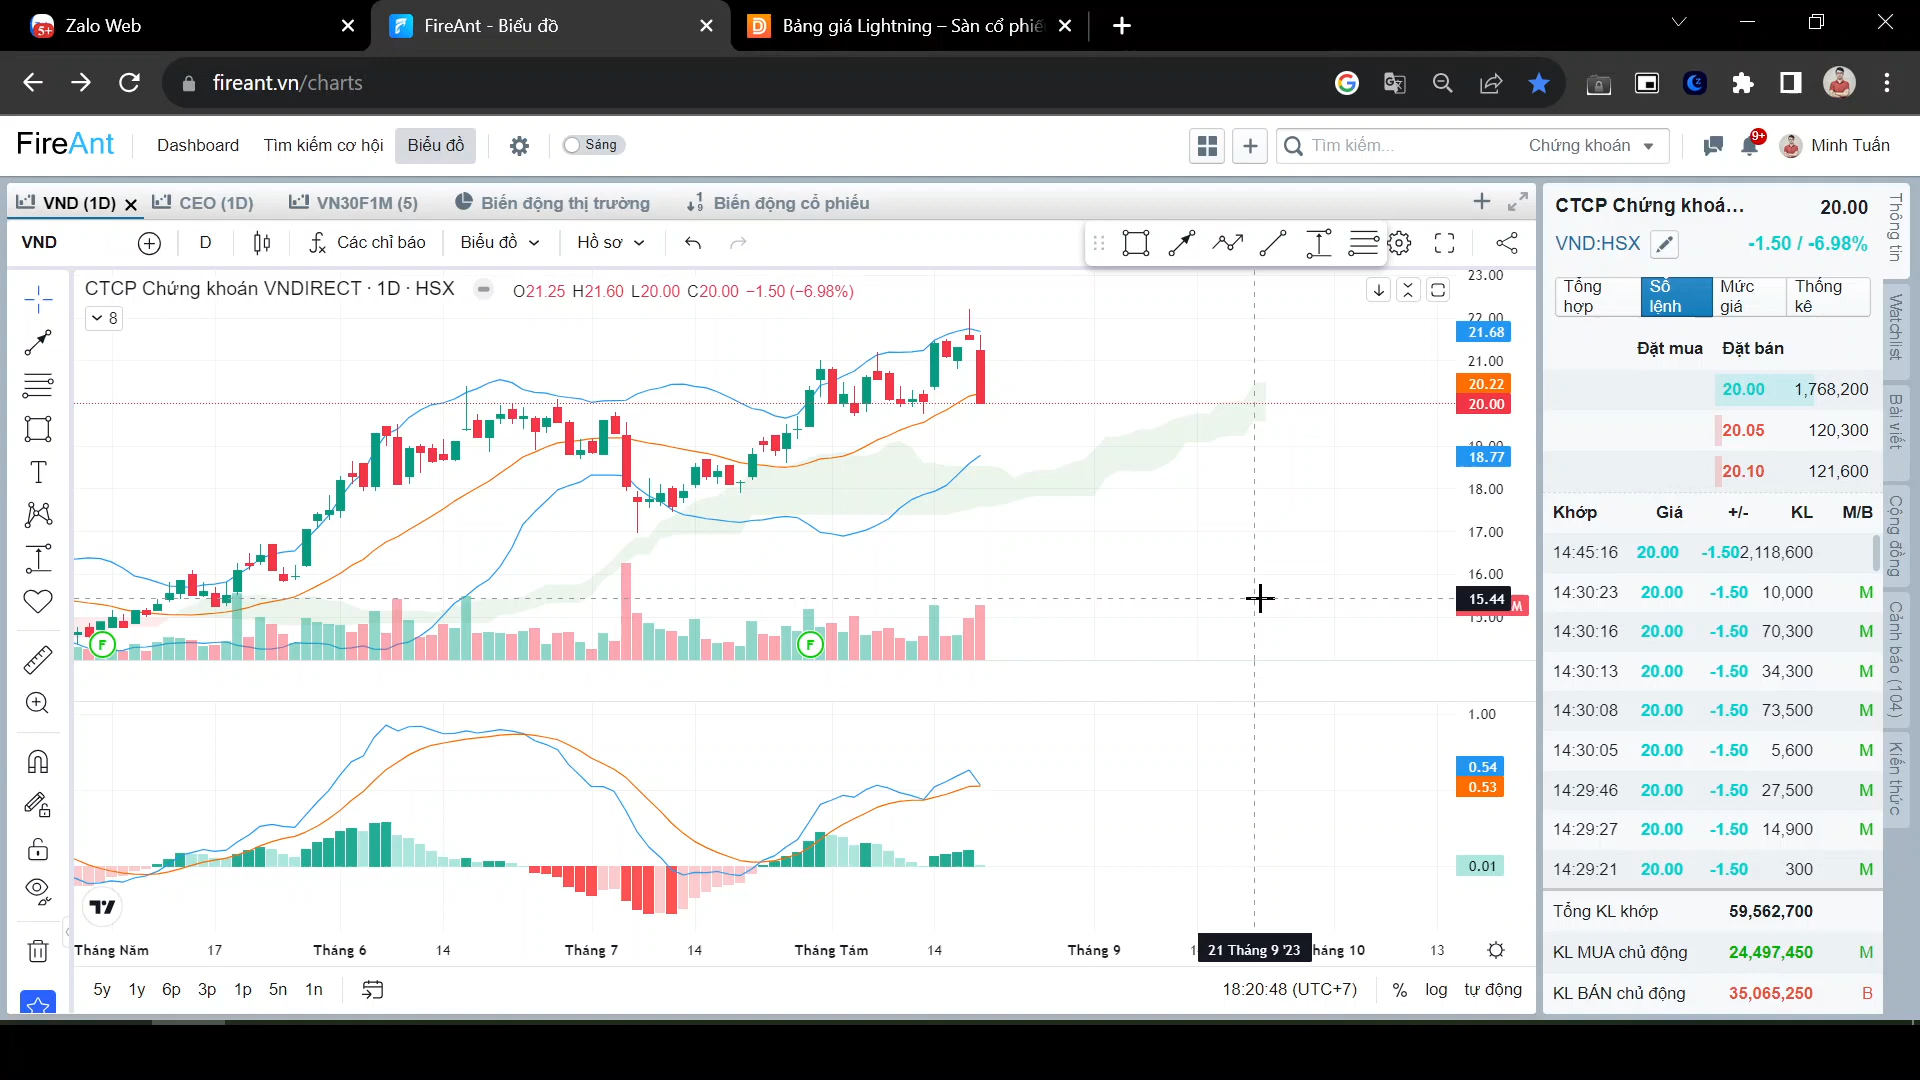 Zalo Web
FireAnt - Biểu đồ
Bảng giá Lightning – Sàn cổ phiế
fireant.vn/charts
FireAnt
Dashboard
Tìm kiếm cơ hội
Biểu đồ
Sáng
Tìm kiếm...
Chứng khoán
9+
Minh Tuấn
VND (1D)
CEO (1D)
VN30F1M (5)
Biến động thị trường
Biến động cổ phiếu
VND
D
Các chỉ báo
Biểu đồ
Hồ sơ
CTCP Chứng khoán VNDIRECT · 1D · HSX
O21.25 H21.60 L20.00 C20.00 −1.50 (−6.98%)
8
23.00
22.00
21.68
21.00
20.22
20.00
19.00
18.77
18.00
17.00
16.00
15.44
M
15.00
F
F
1.00
0.54
0.53
0.01
Tháng Năm
17
Tháng 6
14
Tháng 7
14
Tháng Tám
14
Tháng 9
21 Tháng 9 '23
háng 10
13
5y
1y
6p
3p
1p
5n
1n
18:20:48 (UTC+7)
%
log
tự động
CTCP Chứng khoá...
20.00
VND:HSX
-1.50 / -6.98%
Tổng hợp
Sổ lệnh
Mức giá
Thống kê
Đặt mua Đặt bán
20.00 1,768,200
20.05 120,300
20.10 121,600
Khớp Giá +/- KL M/B
14:45:16 20.00 -1.50 2,118,600
14:30:23 20.00 -1.50 10,000 M
14:30:16 20.00 -1.50 70,300 M
14:30:13 20.00 -1.50 34,300 M
14:30:08 20.00 -1.50 73,500 M
14:30:05 20.00 -1.50 5,600 M
14:29:46 20.00 -1.50 27,500 M
14:29:27 20.00 -1.50 14,900 M
14:29:21 20.00 -1.50 300 M
Tổng KL khớp 59,562,700
KL MUA chủ động 24,497,450 M
KL BÁN chủ động 35,065,250 B
Thông tin
Watchlist
Bài viết
Cộng đồng
Cảnh báo (104)
Kiến thức